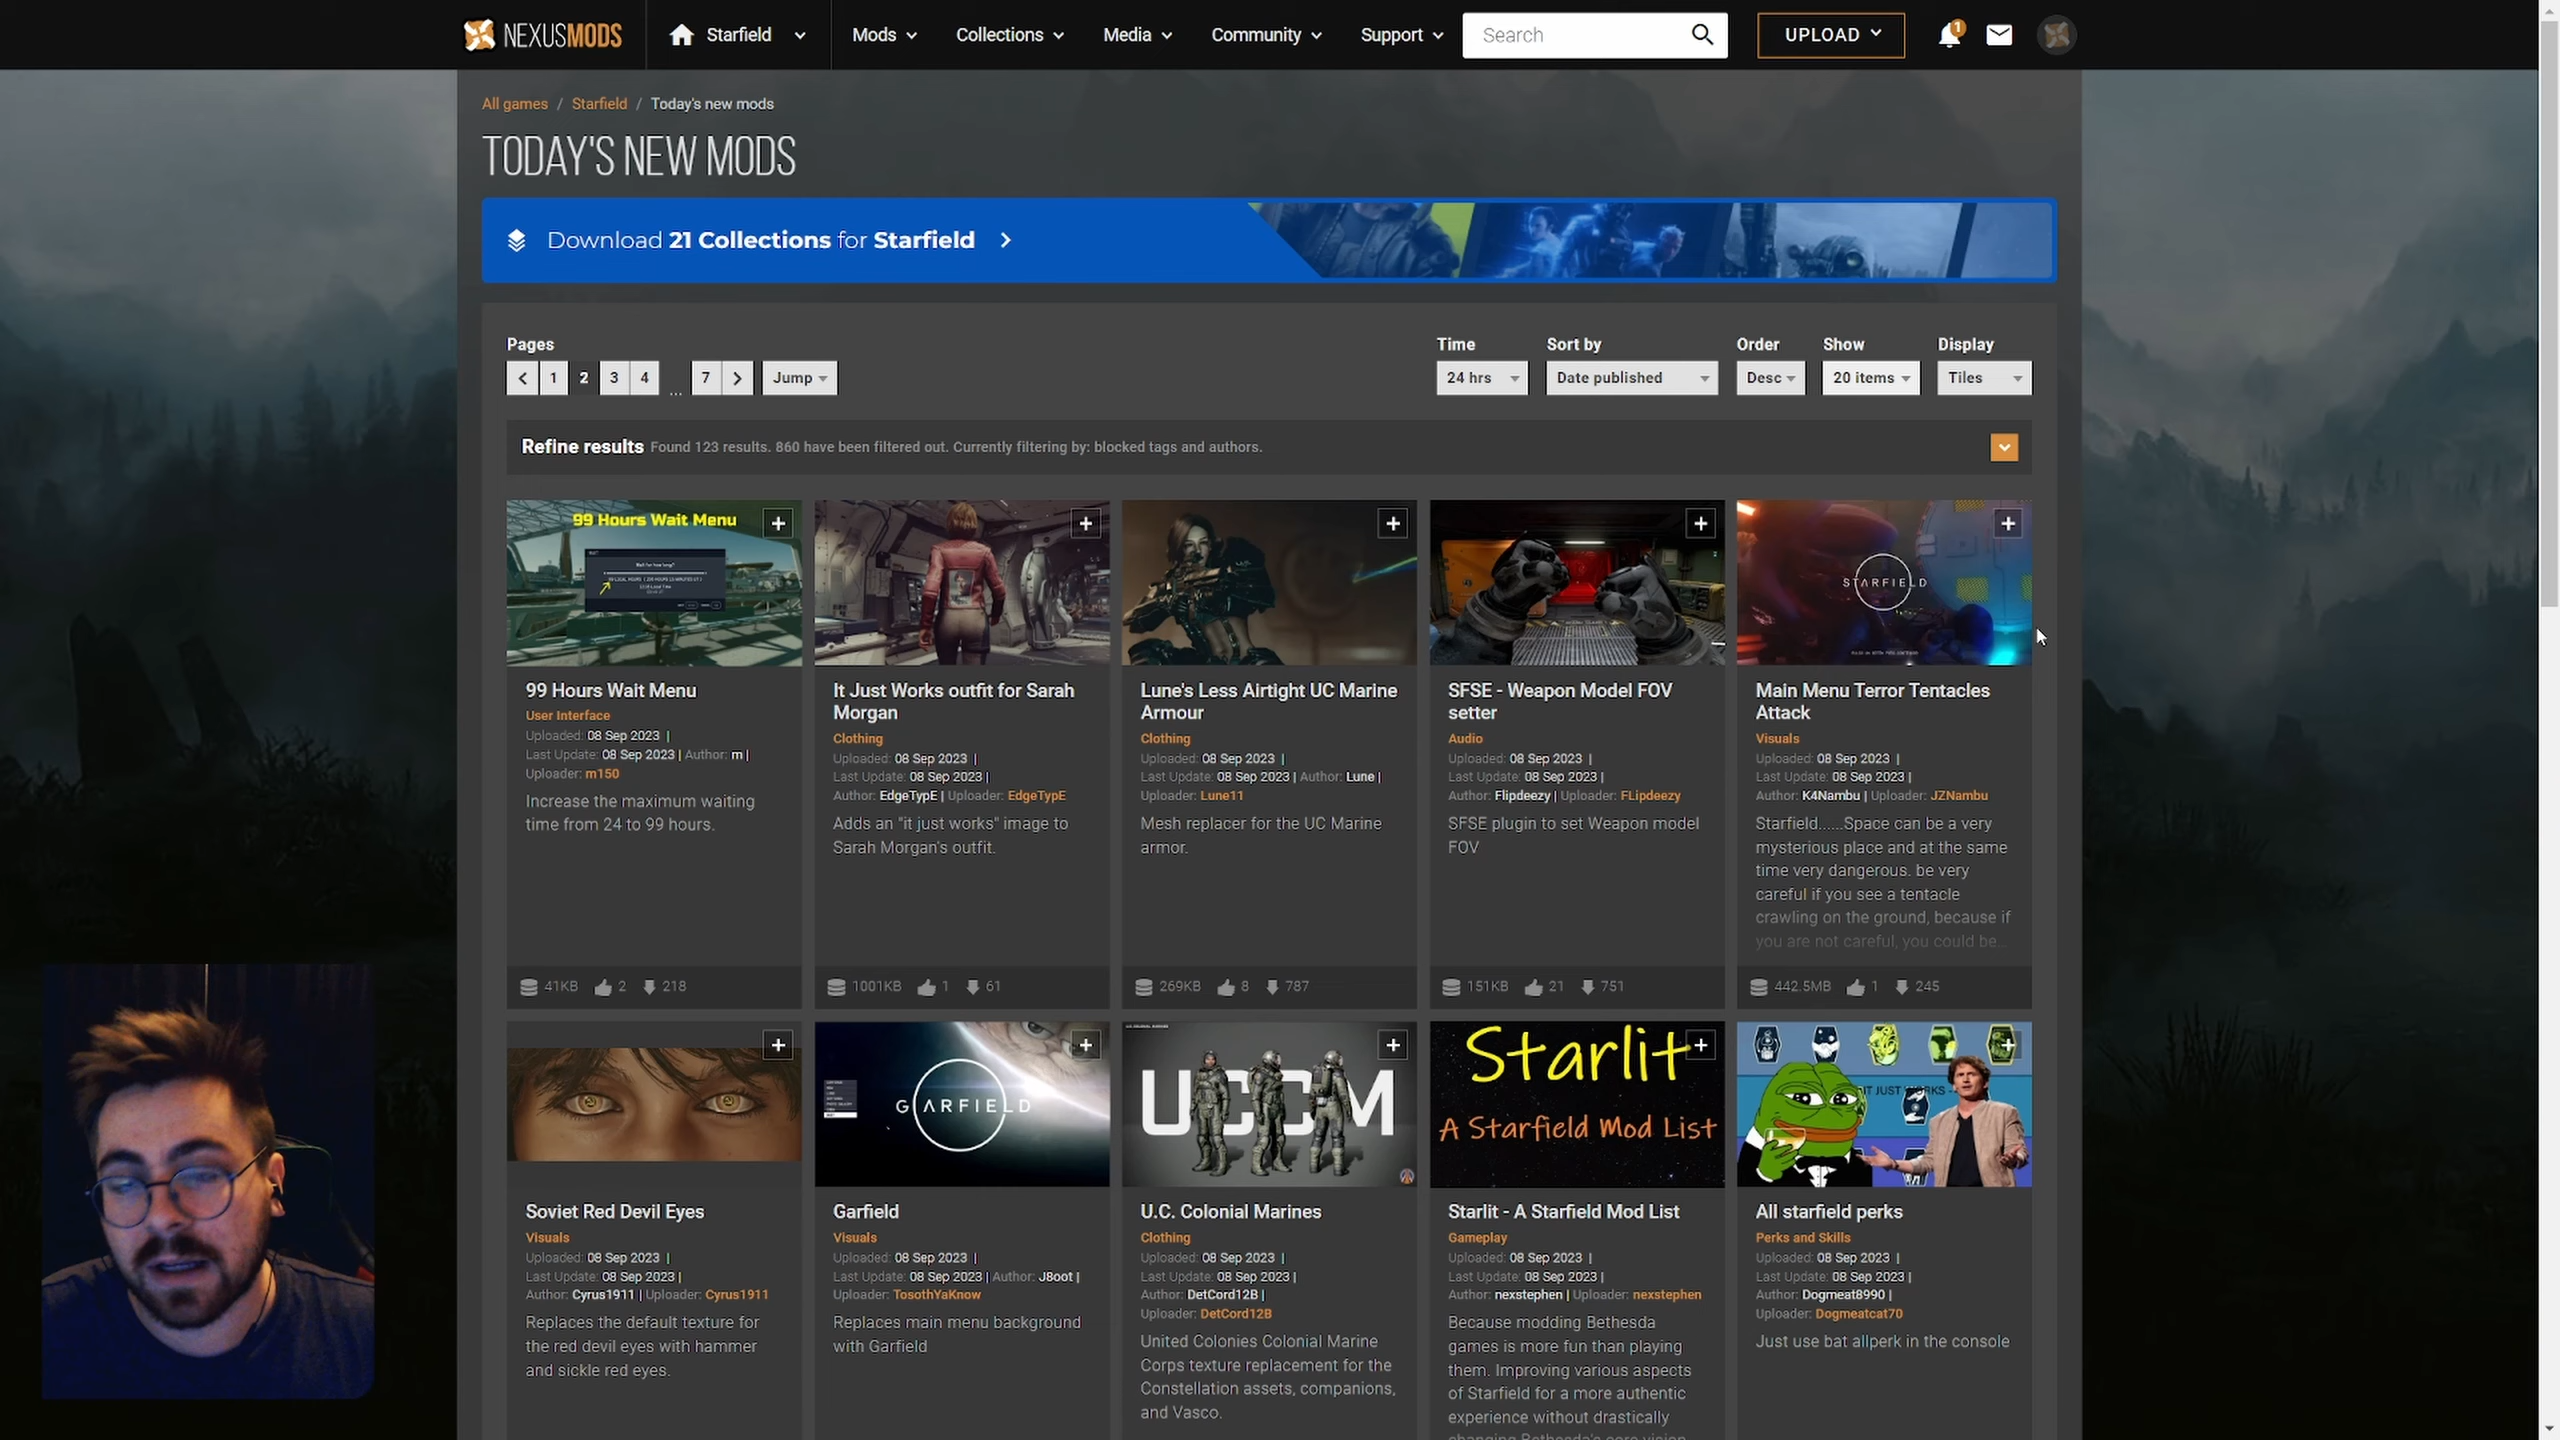 NEXUSMODS
Starfield
Mods
Collections
Media
Community
Support
Search
UPLOAD
1
All games / Starfield / Today's new mods
TODAY'S NEW MODS
Download 21 Collections for Starfield
Pages
1 2 3 4 ... 7 Jump
Time Sort by Order Show Display
24 hrs Date published Desc 20 items Tiles
Refine results Found 123 results. 860 have been filtered out. Currently filtering by: blocked tags and authors.
99 Hours Wait Menu
99 Hours Wait Menu
User Interface
Uploaded: 08 Sep 2023 |
Last Update: 08 Sep 2023 | Author: m |
Uploader: m150
Increase the maximum waiting
time from 24 to 99 hours.
41KB 2 218
It Just Works outfit for Sarah
Morgan
Clothing
Uploaded: 08 Sep 2023 |
Last Update: 08 Sep 2023 |
Author: EdgeTypE | Uploader: EdgeTypE
Adds an "it just works" image to
Sarah Morgan's outfit.
1001KB 1 61
Lune's Less Airtight UC Marine
Armour
Clothing
Uploaded: 08 Sep 2023 |
Last Update: 08 Sep 2023 | Author: Lune |
Uploader: Lune11
Mesh replacer for the UC Marine
armor.
269KB 8 787
SFSE - Weapon Model FOV
setter
Audio
Uploaded: 08 Sep 2023 |
Last Update: 08 Sep 2023 |
Author: Flipdeezy | Uploader: FLipdeezy
SFSE plugin to set Weapon model
FOV
151KB 21 751
STARFIELD
Main Menu Terror Tentacles
Attack
Visuals
Uploaded: 08 Sep 2023 |
Last Update: 08 Sep 2023 |
Author: K4Nambu | Uploader: JZNambu
Starfield......Space can be a very
mysterious place and at the same
time very dangerous. be very
careful if you see a tentacle
crawling on the ground, because if
you are not careful, you could be...
442.5MB 1 245
Soviet Red Devil Eyes
Visuals
Uploaded: 08 Sep 2023 |
Last Update: 08 Sep 2023 |
Author: Cyrus1911 | Uploader: Cyrus1911
Replaces the default texture for
the red devil eyes with hammer
and sickle red eyes.
GARFIELD
Garfield
Visuals
Uploaded: 08 Sep 2023 |
Last Update: 08 Sep 2023 | Author: J8oot |
Uploader: TosothYaKnow
Replaces main menu background
with Garfield
UCCM
U.C. Colonial Marines
Clothing
Uploaded: 08 Sep 2023 |
Last Update: 08 Sep 2023 |
Author: DetCord12B |
Uploader: DetCord12B
United Colonies Colonial Marine
Corps texture replacement for the
Constellation assets, companions,
and Vasco.
Starlit
A Starfield Mod List
Starlit - A Starfield Mod List
Gameplay
Uploaded: 08 Sep 2023 |
Last Update: 08 Sep 2023 |
Author: nexstephen | Uploader: nexstephen
Because modding Bethesda
games is more fun than playing
them. Improving various aspects
of Starfield for a more authentic
experience without drastically
changing Bethesda's core vision
IT JUST WORKS
All starfield perks
Perks and Skills
Uploaded: 08 Sep 2023 |
Last Update: 08 Sep 2023 |
Author: Dogmeat8990 |
Uploader: Dogmeatcat70
Just use bat allperk in the console